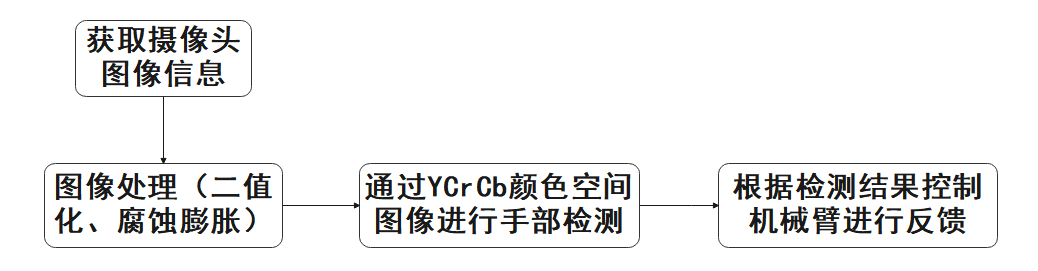 获取摄像头
图像信息
图像处理（二值
化、腐蚀膨胀）
通过YCrCb颜色空间
图像进行手部检测
根据检测结果控制
机械臂进行反馈